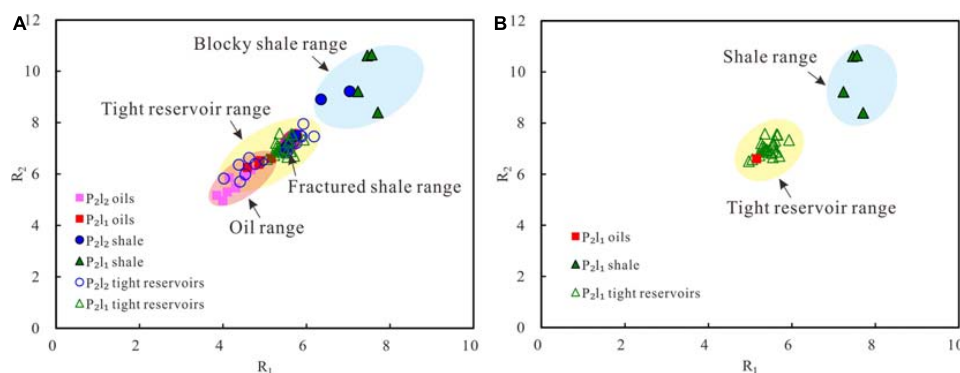 A
12
10
8
6
4
2
0
R₂
Blocky shale range
Tight reservoir range
Fractured shale range
Oil range
P₂l₂ oils
P₂l₁ oils
P₂l₂ shale
P₂l₁ shale
P₂l₂ tight reservoirs
P₂l₁ tight reservoirs
0 2 4 6 8 10
R₁
B
12
10
8
6
4
2
0
R₂
Shale range
Tight reservoir range
P₂l₁ oils
P₂l₁ shale
P₂l₁ tight reservoirs
0 2 4 6 8 10
R₁